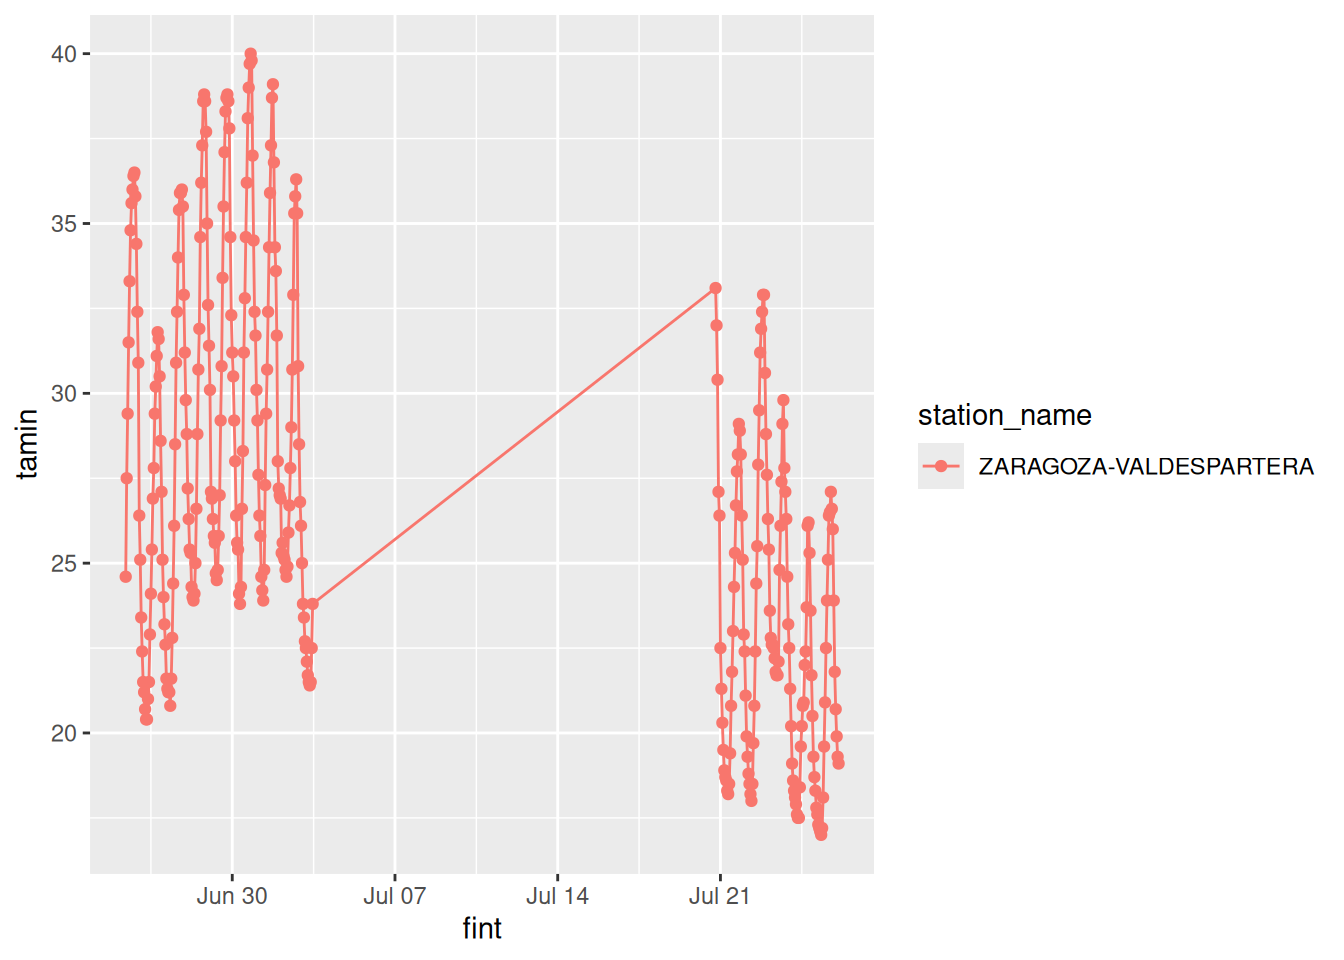 40
35
30
25
20
tamin
Jun 30
Jul 07
Jul 14
Jul 21
fint
station_name
ZARAGOZA-VALDESPARTERA